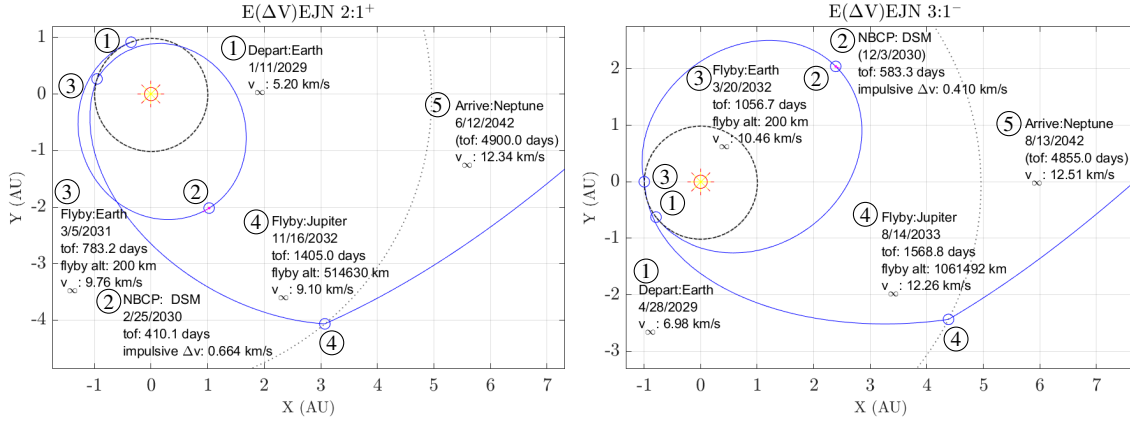 E(ΔV)EJN 2:1⁺
1
Depart:Earth
1/11/2029
v∞: 5.20 km/s
1
3
5
Arrive:Neptune
6/12/2042
(tof: 4900.0 days)
v∞: 12.34 km/s
3
Flyby:Earth
3/5/2031
tof: 783.2 days
flyby alt: 200 km
v∞: 9.76 km/s
2
4
Flyby:Jupiter
11/16/2032
tof: 1405.0 days
flyby alt: 514630 km
v∞: 9.10 km/s
2
NBCP: DSM
2/25/2030
tof: 410.1 days
impulsive Δv: 0.664 km/s
4
1
0
-1
-2
-3
-4
Y (AU)
-1 0 1 2 3 4 5 6 7
X (AU)
E(ΔV)EJN 3:1⁻
2
NBCP: DSM
(12/3/2030)
tof: 583.3 days
impulsive Δv: 0.410 km/s
2
3
Flyby:Earth
3/20/2032
tof: 1056.7 days
flyby alt: 200 km
v∞: 10.46 km/s
5
Arrive:Neptune
8/13/2042
(tof: 4855.0 days)
v∞: 12.51 km/s
3
1
4
Flyby:Jupiter
8/14/2033
tof: 1568.8 days
flyby alt: 1061492 km
v∞: 12.26 km/s
1
Depart:Earth
4/28/2029
v∞: 6.98 km/s
4
2
1
0
-1
-2
-3
Y (AU)
-1 0 1 2 3 4 5 6 7
X (AU)